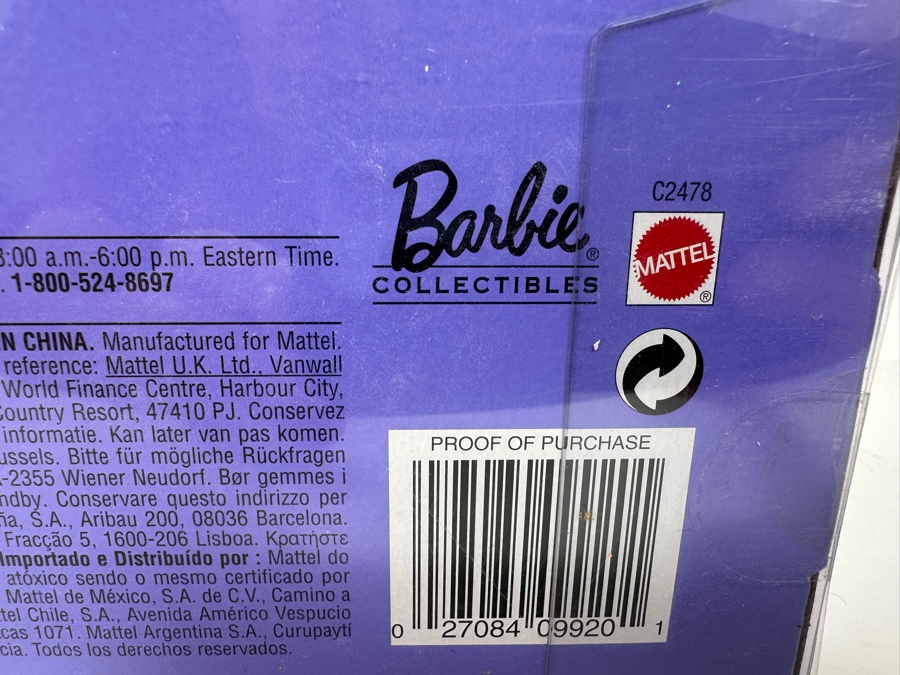 8:00 a.m.-6:00 p.m. Eastern Time.
. 1-800-524-8697
N CHINA. Manufactured for Mattel.
reference: Mattel U.K. Ltd., Vanwall
World Finance Centre, Harbour City,
Country Resort, 47410 PJ. Conservez
informatie. Kan later van pas komen.
ussels. Bitte für mögliche Rückfragen
-2355 Wiener Neudorf. Bør gemmes i
ndby. Conservare questo indirizzo per
ña, S.A., Aribau 200, 08036 Barcelona.
Fracção 5, 1600-206 Lisboa. Κρατήστε
Importado e Distribuído por : Mattel do
atóxico sendo o mesmo certificado por
Mattel de México, S.A. de C.V., Camino a
tel Chile, S.A., Avenida Américo Vespucio
cas 1071. Mattel Argentina S.A., Curupaytí
cia. Todos los derechos reservados.
Barbie®
COLLECTIBLES
C2478
MATTEL
®
PROOF OF PURCHASE
0 27084 09920 1